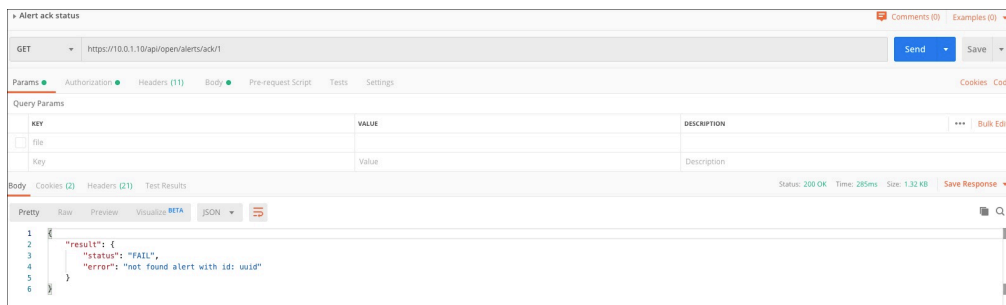 Alert ack status Comments (0) Examples (0)
GET https://10.0.1.10/api/open/alerts/ack/1 Send Save
Params Authorization Headers (11) Body Pre-request Script Tests Settings Cookies Cod
Query Params
KEY VALUE DESCRIPTION ••• Bulk Edi
file
Key Value Description
Body Cookies (2) Headers (21) Test Results Status: 200 OK Time: 285ms Size: 1.32 KB Save Response
Pretty Raw Preview Visualize BETA JSON
1 {
2 "result": {
3 "status": "FAIL",
4 "error": "not found alert with id: uuid"
5 }
6 }